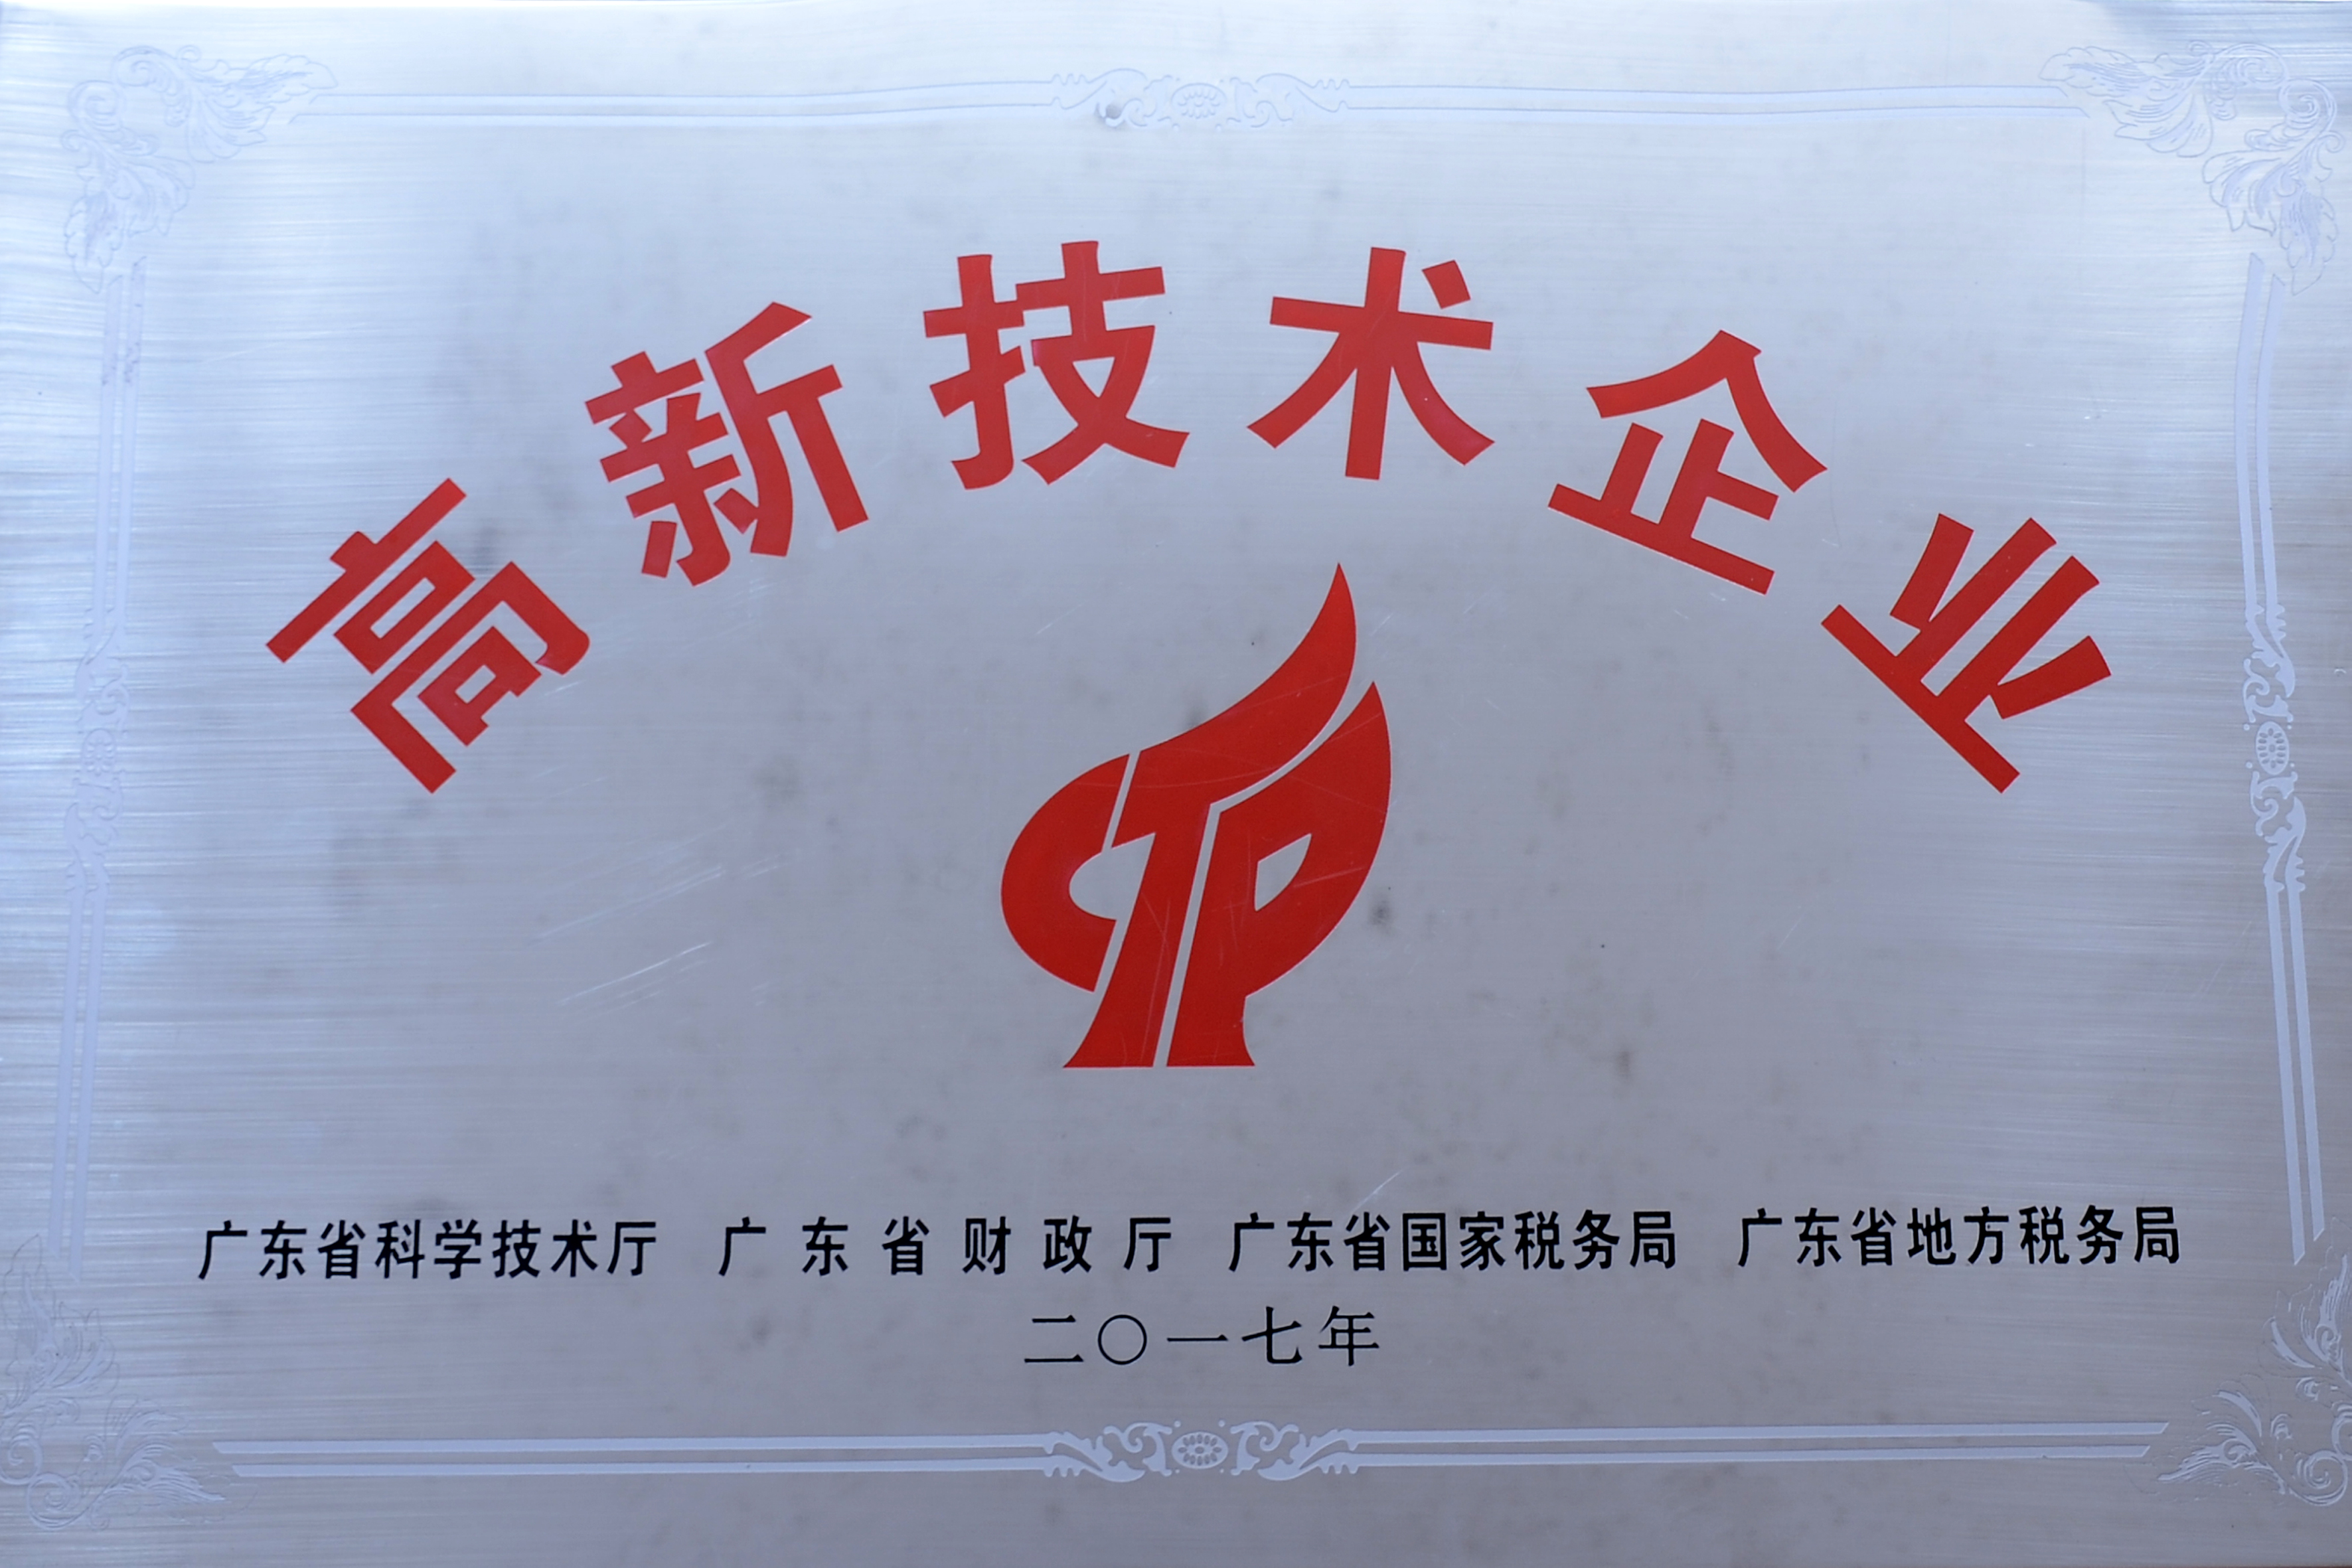 高新技术企业
广东省科学技术厅 广东省财政厅 广东省国家税务局 广东省地方税务局
二〇一七年